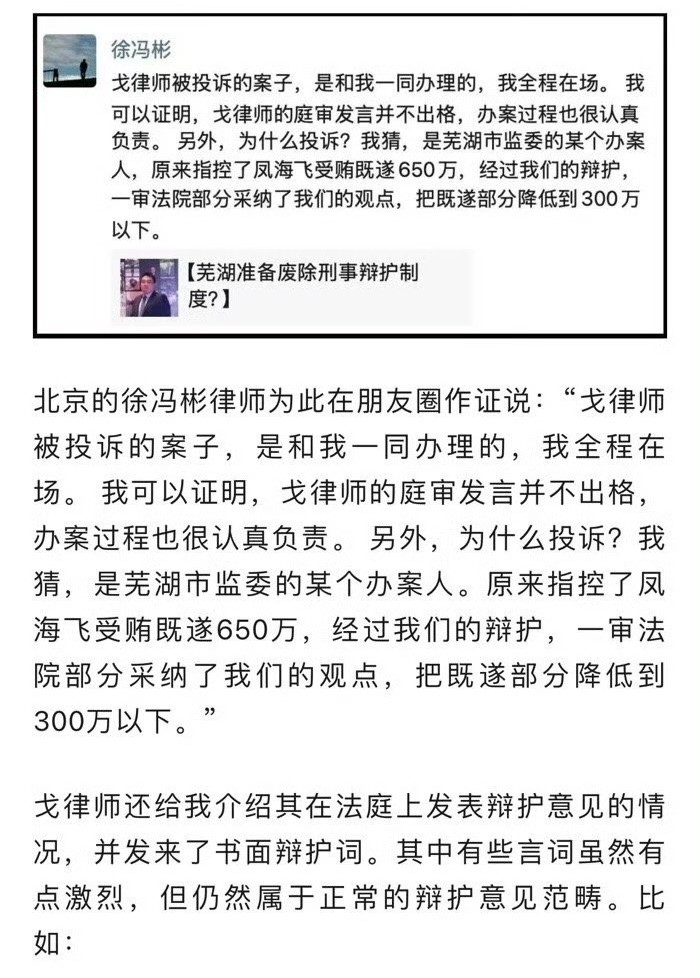 徐冯彬
戈律师被投诉的案子，是和我一同办理的，我全程在场。 我
可以证明，戈律师的庭审发言并不出格，办案过程也很认真
负责。 另外，为什么投诉？我猜，是芜湖市监委的某个办案
人，原来指控了凤海飞受贿既遂650万，经过我们的辩护，
一审法院部分采纳了我们的观点，把既遂部分降低到300万
以下。
【芜湖准备废除刑事辩护制
度?】
北京的徐冯彬律师为此在朋友圈作证说：“戈律师
被投诉的案子，是和我一同办理的，我全程在
场。 我可以证明，戈律师的庭审发言并不出格，
办案过程也很认真负责。 另外，为什么投诉？我
猜，是芜湖市监委的某个办案人。原来指控了凤
海飞受贿既遂650万，经过我们的辩护，一审法
院部分采纳了我们的观点，把既遂部分降低到
300万以下。”
戈律师还给我介绍其在法庭上发表辩护意见的情
况，并发来了书面辩护词。其中有些言词虽然有
点激烈，但仍然属于正常的辩护意见范畴。比
如：